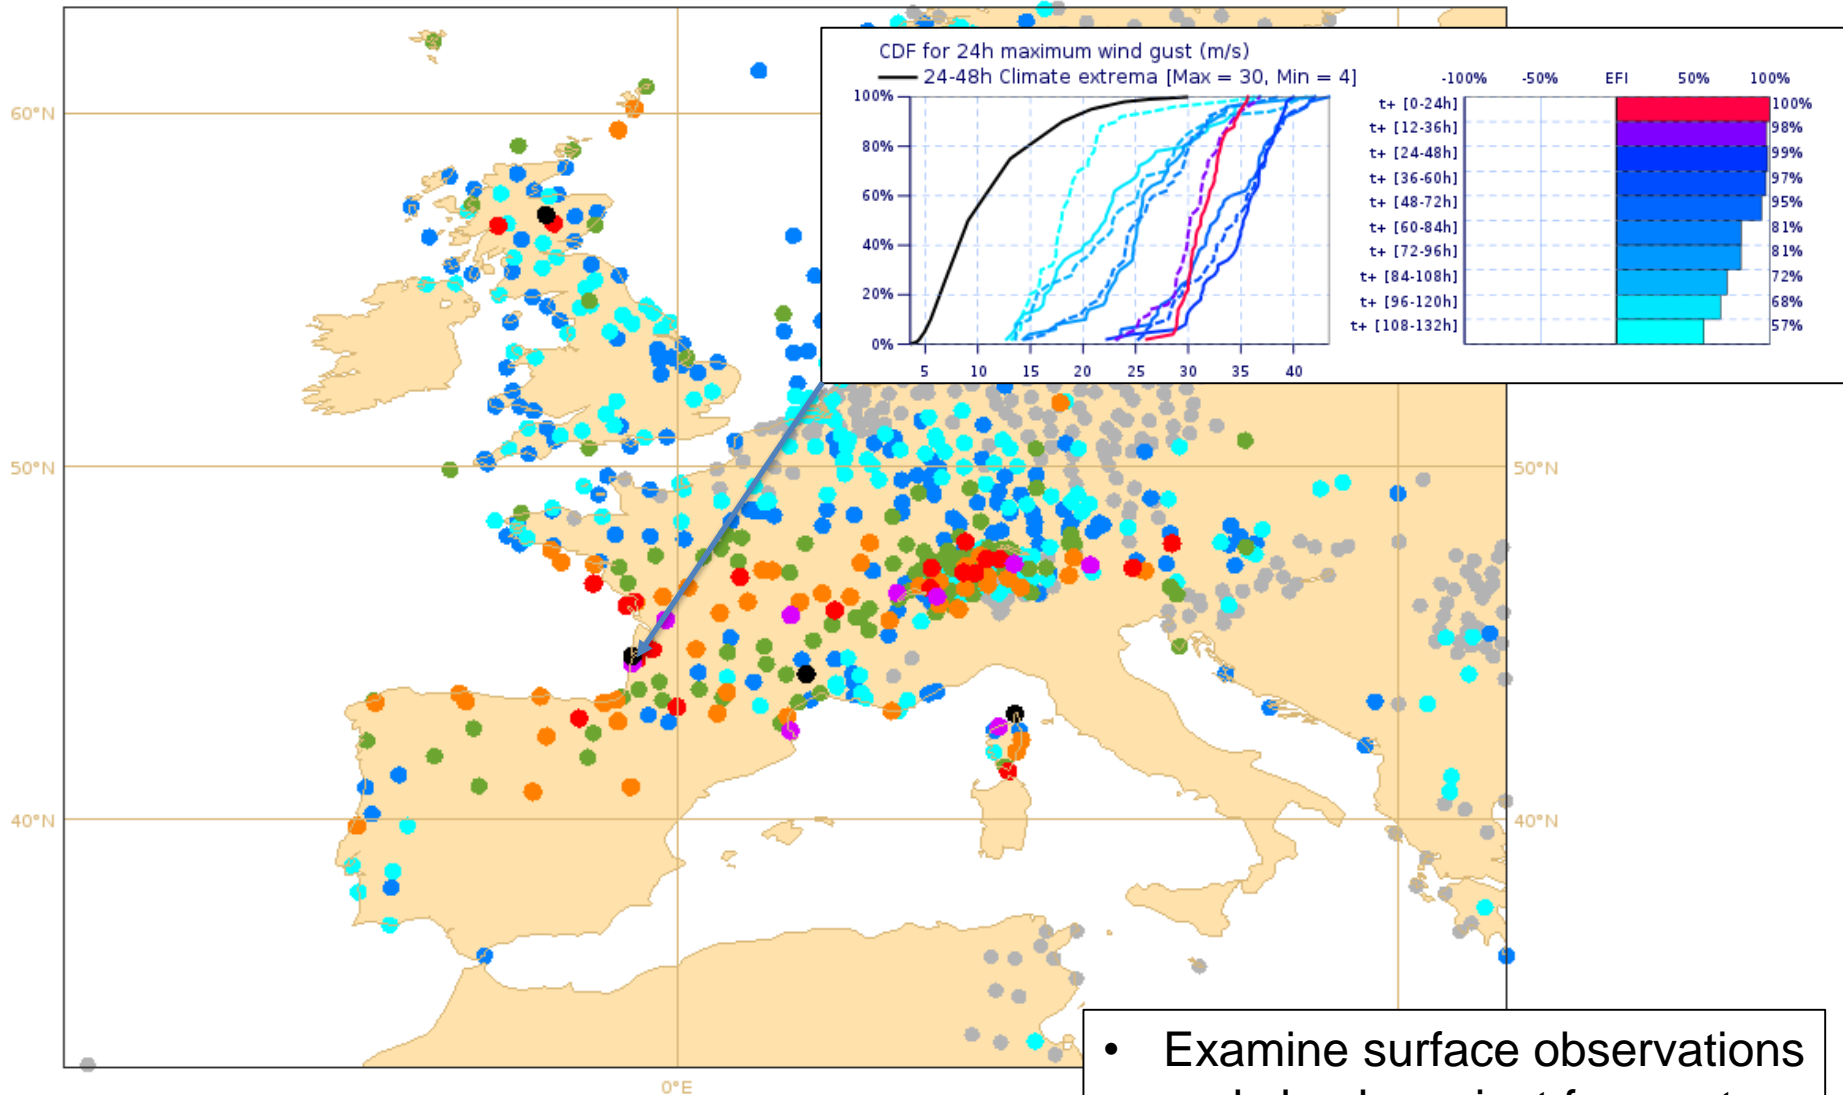 CDF for 24h maximum wind gust (m/s)
24-48h Climate extrema [Max = 30, Min = 4]
100%
80%
60%
40%
20%
0%
5 10 15 20 25 30 35 40
-100% -50% EFI 50% 100%
t+ [0-24h] 100%
t+ [12-36h] 98%
t+ [24-48h] 99%
t+ [36-60h] 97%
t+ [48-72h] 95%
t+ [60-84h] 81%
t+ [72-96h] 81%
t+ [84-108h] 72%
t+ [96-120h] 68%
t+ [108-132h] 57%
60°N
50°N 50°N
40°N 40°N
0°E
• Examine surface observations